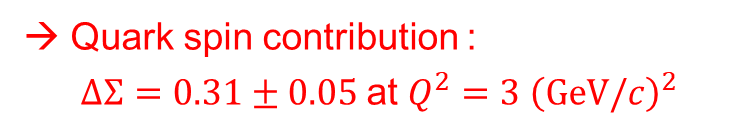 → Quark spin contribution :
ΔΣ = 0.31 ± 0.05 at Q² = 3 (GeV/c)²